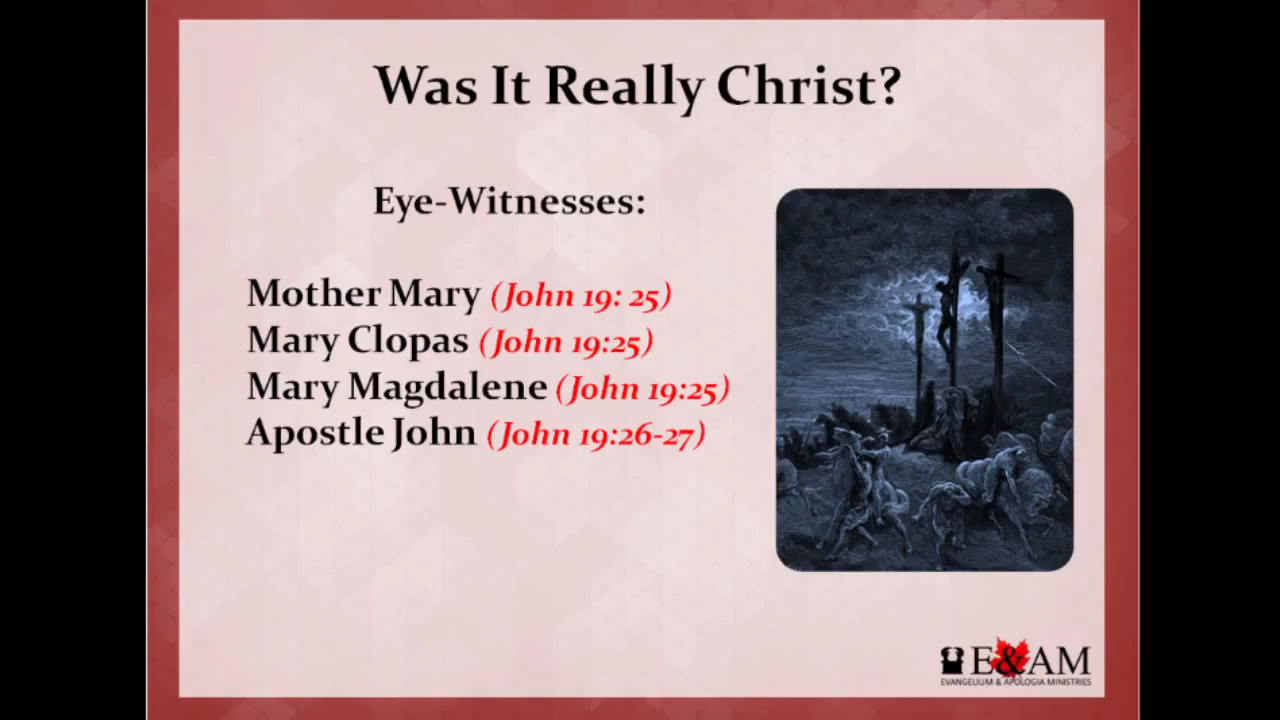 Was It Really Christ?
Eye-Witnesses:
Mother Mary (John 19: 25)
Mary Clopas (John 19:25)
Mary Magdalene (John 19:25)
Apostle John (John 19:26-27)
E&AM
EVANGELIUM & APOLOGIA MINISTRIES